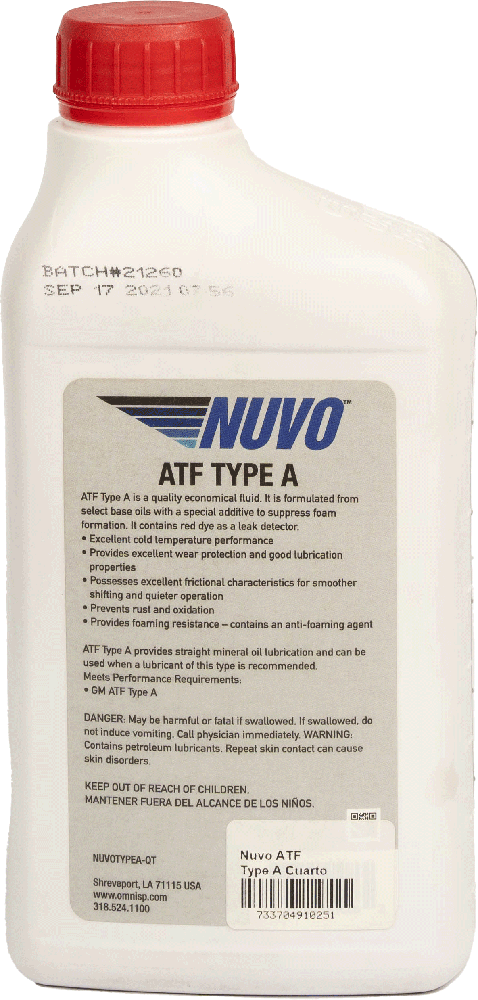 BATCH#21260
SEP 17 2021 07 56
NUVO™
ATF TYPE A
ATF Type A is a quality economical fluid. It is formulated from
select base oils with a special additive to suppress foam
formation. It contains red dye as a leak detector.
• Excellent cold temperature performance
• Provides excellent wear protection and good lubrication
properties
• Possesses excellent frictional characteristics for smoother
shifting and quieter operation
• Prevents rust and oxidation
• Provides foaming resistance – contains an anti-foaming agent
ATF Type A provides straight mineral oil lubrication and can be
used when a lubricant of this type is recommended.
Meets Performance Requirements:
• GM ATF Type A
DANGER: May be harmful or fatal if swallowed. If swallowed, do
not induce vomiting. Call physician immediately. WARNING:
Contains petroleum lubricants. Repeat skin contact can cause
skin disorders.
KEEP OUT OF REACH OF CHILDREN.
MANTENER FUERA DEL ALCANCE DE LOS NIÑOS.
NUVOTYPEA-QT
Shreveport, LA 71115 USA
www.omnisp.com
318.524.1100
Nuvo ATF
Type A Cuarto
733704910251